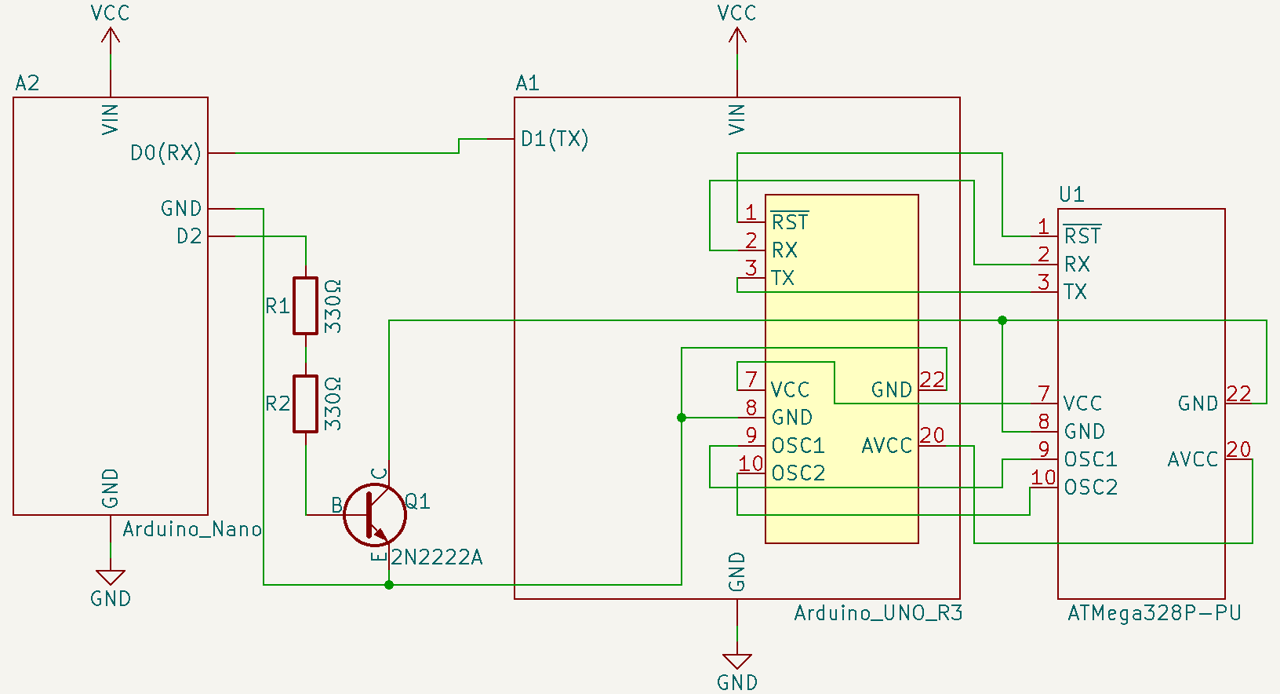 VCC
A2
VIN
D0(RX)
GND
D2
R1
330Ω
R2
330Ω
GND
Arduino_Nano
GND
B
C
E
Q1
2N2222A
VCC
A1
VIN
D1(TX)
1 RST
2 RX
3 TX
7 VCC
8 GND
9 OSC1
10 OSC2
GND 22
AVCC 20
GND
Arduino_UNO_R3
GND
U1
1 RST
2 RX
3 TX
7 VCC
8 GND
9 OSC1
10 OSC2
GND 22
AVCC 20
ATMega328P-PU